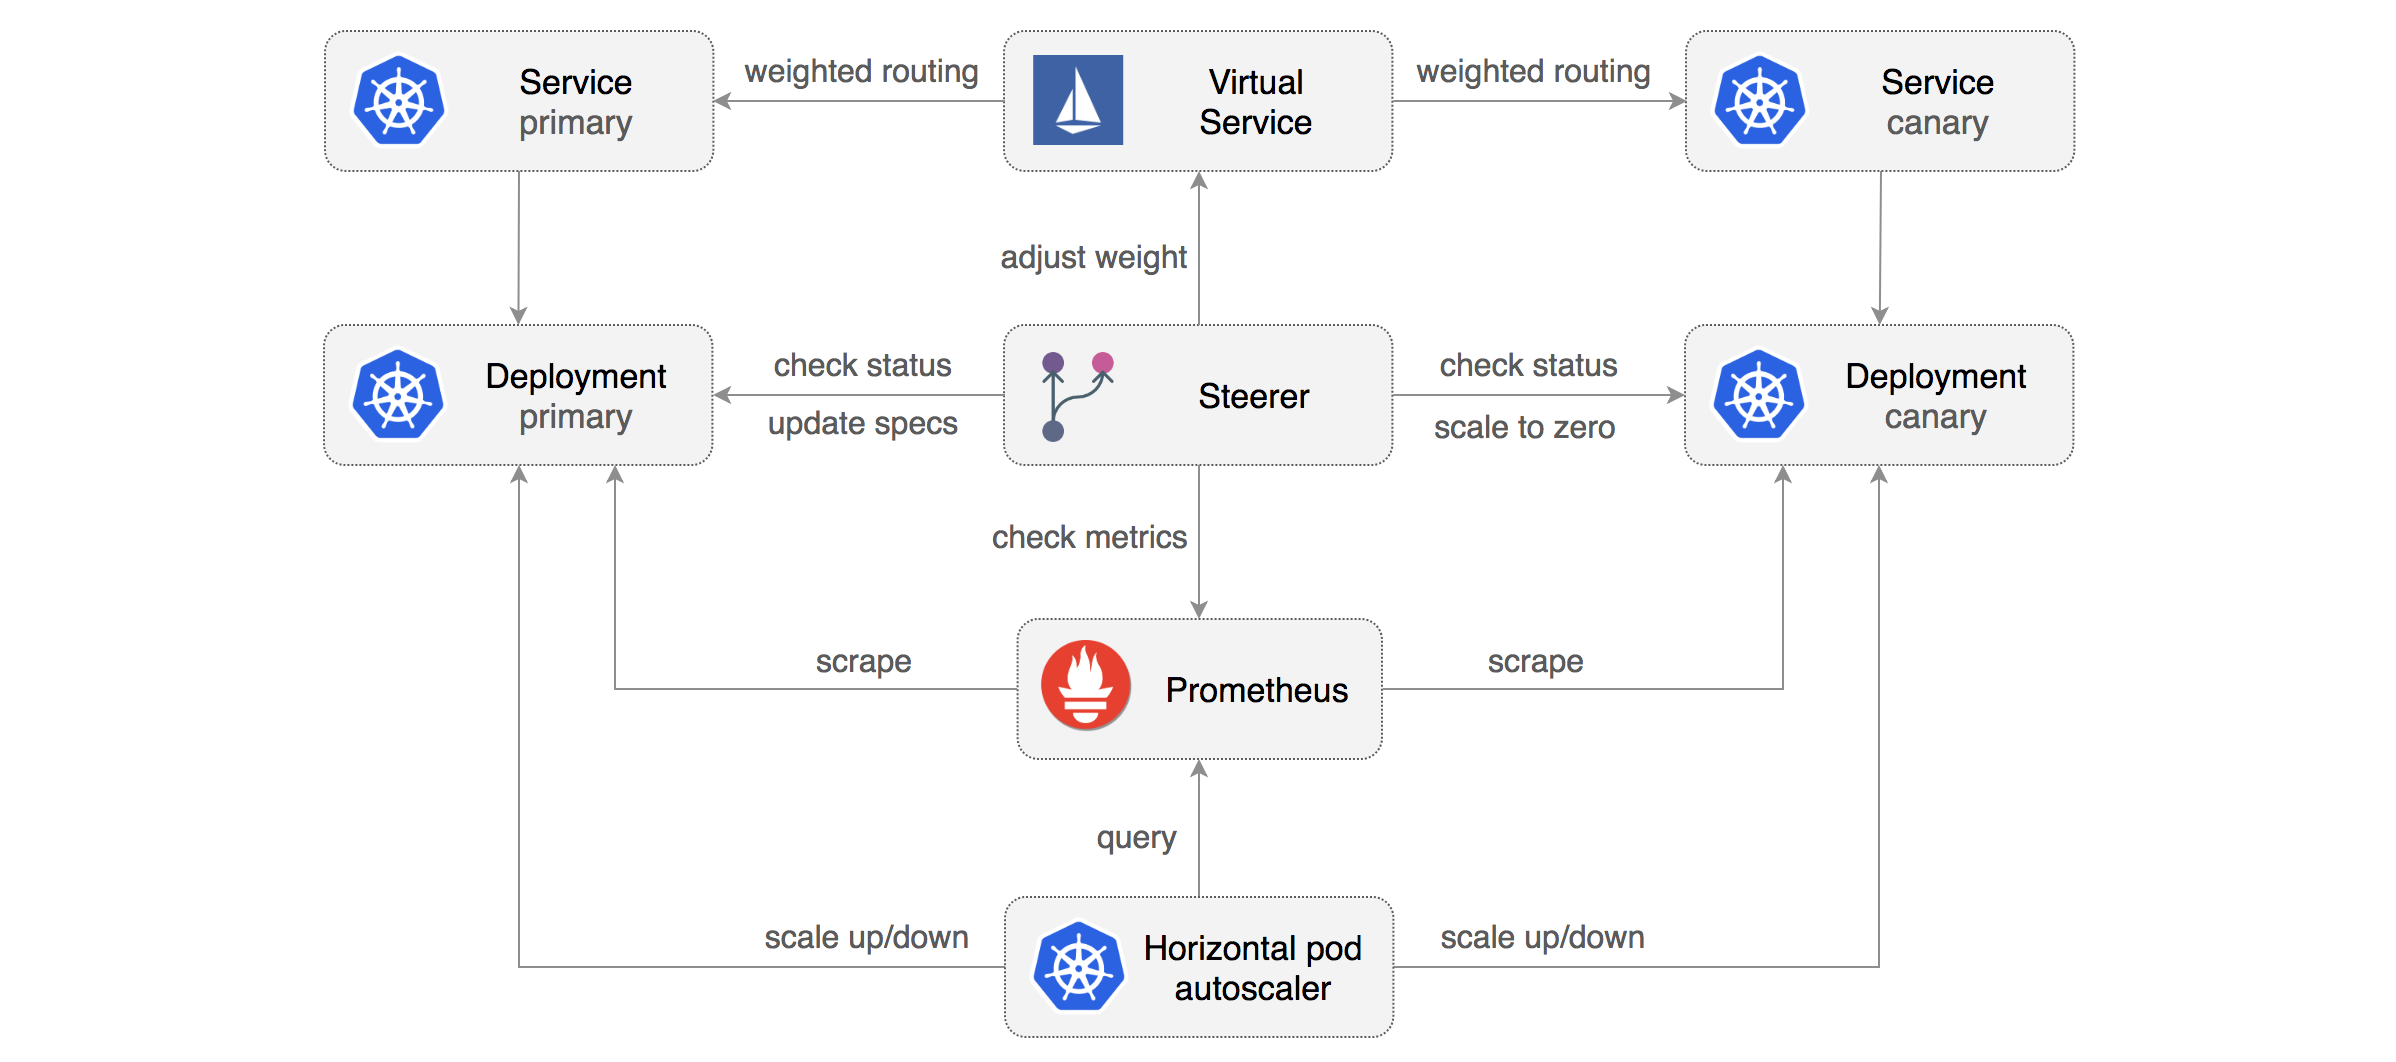 Service
primary
weighted routing
Virtual
Service
weighted routing
Service
canary
adjust weight
Deployment
primary
check status
update specs
Steerer
check status
scale to zero
Deployment
canary
check metrics
scrape
Prometheus
scrape
query
scale up/down
Horizontal pod
autoscaler
scale up/down